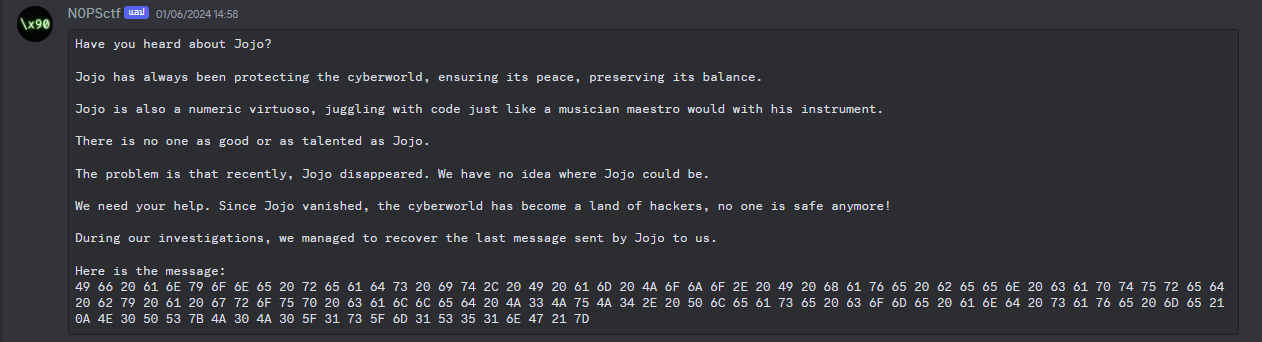 \x90
N0PSctf แอป 01/06/2024 14:58
Have you heard about Jojo?
Jojo has always been protecting the cyberworld, ensuring its peace, preserving its balance.
Jojo is also a numeric virtuoso, juggling with code just like a musician maestro would with his instrument.
There is no one as good or as talented as Jojo.
The problem is that recently, Jojo disappeared. We have no idea where Jojo could be.
We need your help. Since Jojo vanished, the cyberworld has become a land of hackers, no one is safe anymore!
During our investigations, we managed to recover the last message sent by Jojo to us.
Here is the message:
49 66 20 61 6E 79 6F 6E 65 20 72 65 61 64 73 20 69 74 2C 20 49 20 61 6D 20 4A 6F 6A 6F 2E 20 49 20 68 61 76 65 20 62 65 65 6E 20 63 61 70 74 75 72 65 64
20 62 79 20 61 20 67 72 6F 75 70 20 63 61 6C 6C 65 64 20 4A 33 4A 75 4A 34 2E 20 50 6C 65 61 73 65 20 63 6F 6D 65 20 61 6E 64 20 73 61 76 65 20 6D 65 21
0A 4E 30 50 53 7B 4A 30 4A 30 5F 31 73 5F 6D 31 53 35 31 6E 47 21 7D